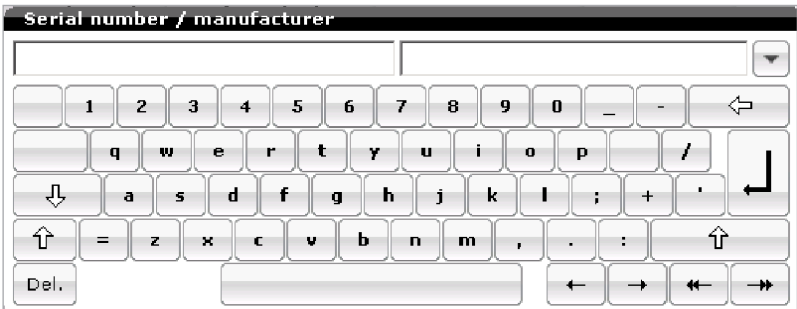 Serial number / manufacturer
1 2 3 4 5 6 7 8 9 0 _ -
q w e r t y u i o p /
a s d f g h j k l ; + '
= z x c v b n m , . :
Del.